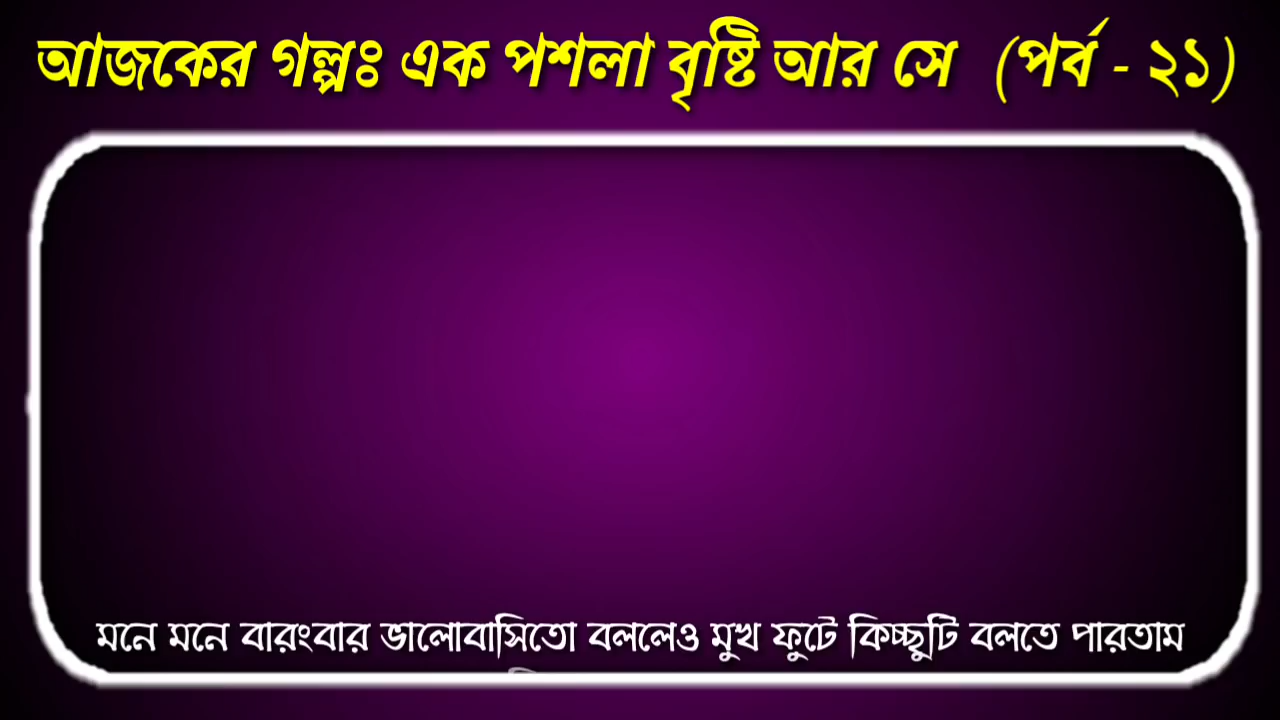 আজকের গল্পঃ এক পশলা বৃষ্টি আর সে (পর্ব - ২১)
মনে মনে বারংবার ভালোবাসিতো বললেও মুখ ফুটে কিচ্ছুটি বলতে পারতাম